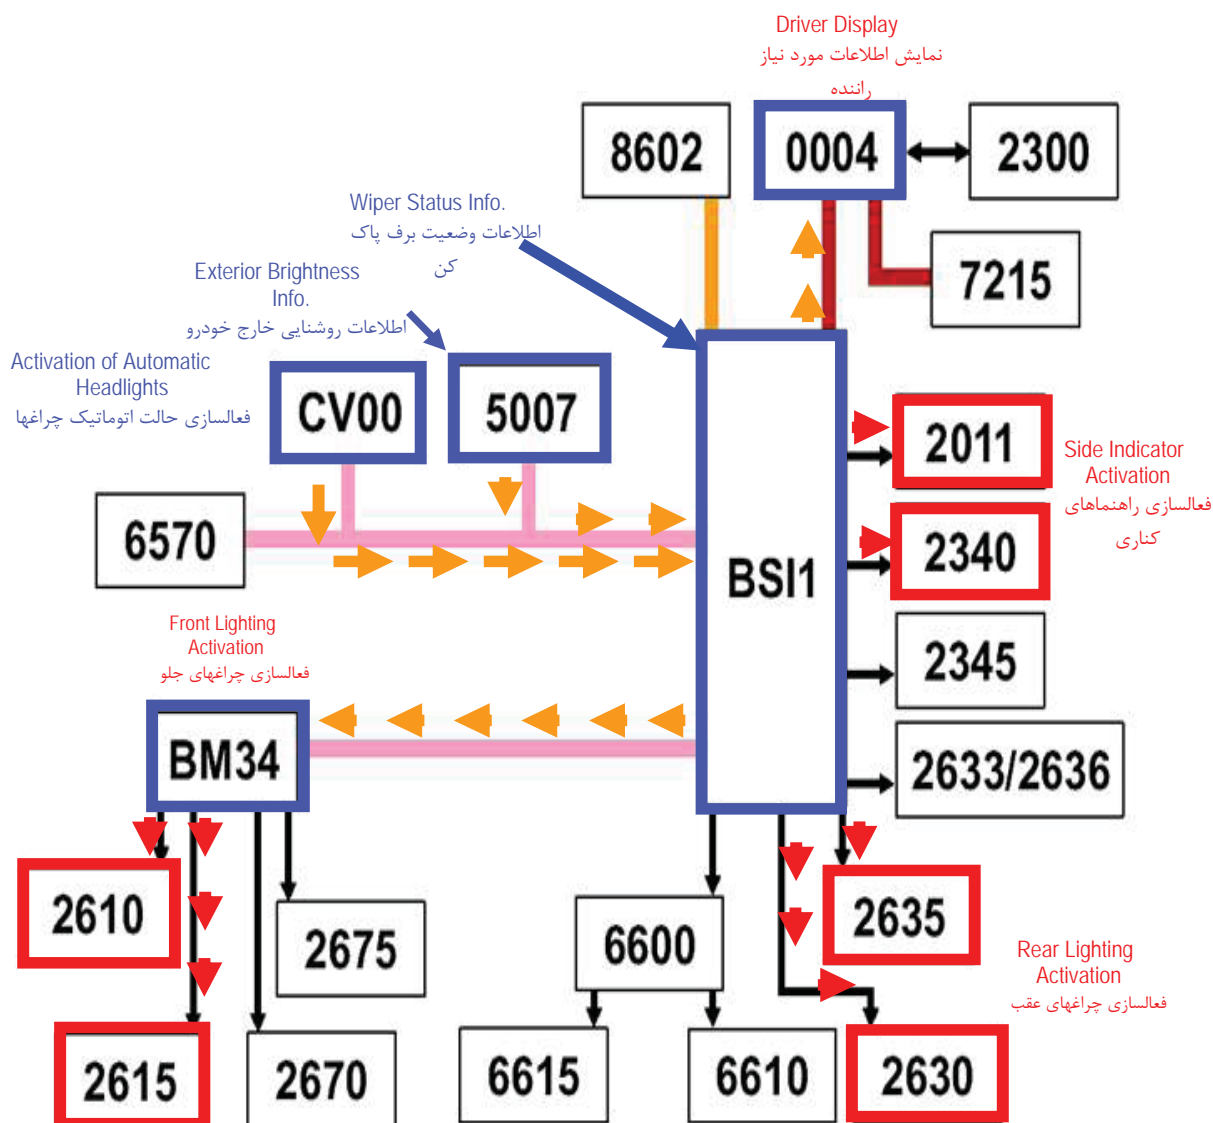 Driver Display
نمایش اطلاعات مورد نیاز
راننده
8602
0004
2300
Wiper Status Info.
اطلاعات وضعیت برف پاک
کن
7215
Exterior Brightness
Info.
اطلاعات روشنایی خارج خودرو
Activation of Automatic
Headlights
فعالسازی حالت اتوماتیک چراغها
CV00
5007
2011
Side Indicator
Activation
فعالسازی راهنماهای
کناری
6570
BSI1
2340
Front Lighting
Activation
فعالسازی چراغهای جلو
2345
BM34
2633/2636
2610
2675
6600
2635
Rear Lighting
Activation
فعالسازی چراغهای عقب
2615
2670
6615
6610
2630